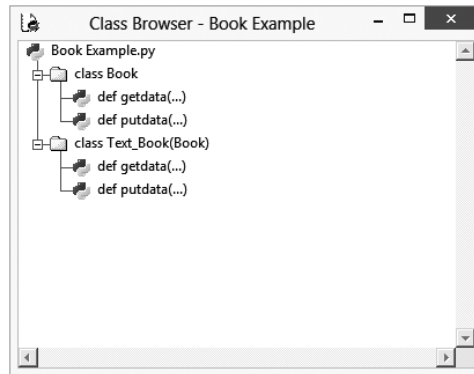 Class Browser - Book Example
Book Example.py
class Book
def getdata(...)
def putdata(...)
class Text_Book(Book)
def getdata(...)
def putdata(...)